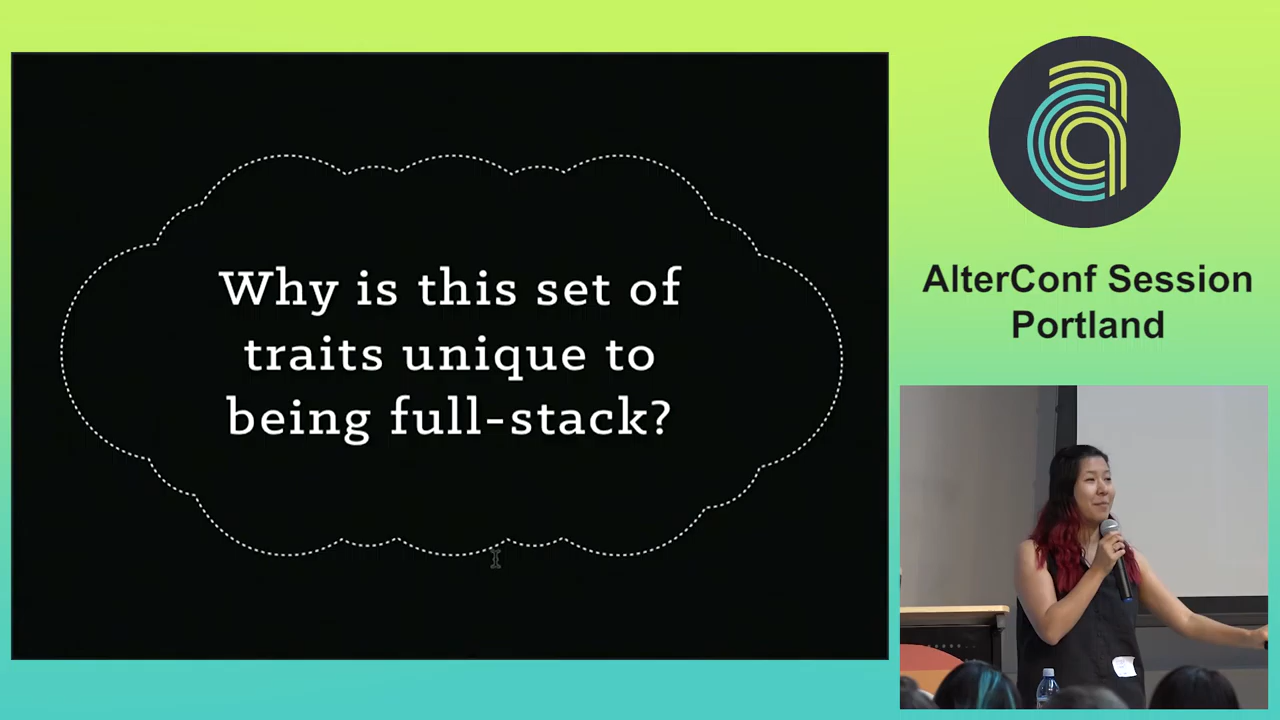 Why is this set of
traits unique to
being full-stack?
AlterConf Session
Portland